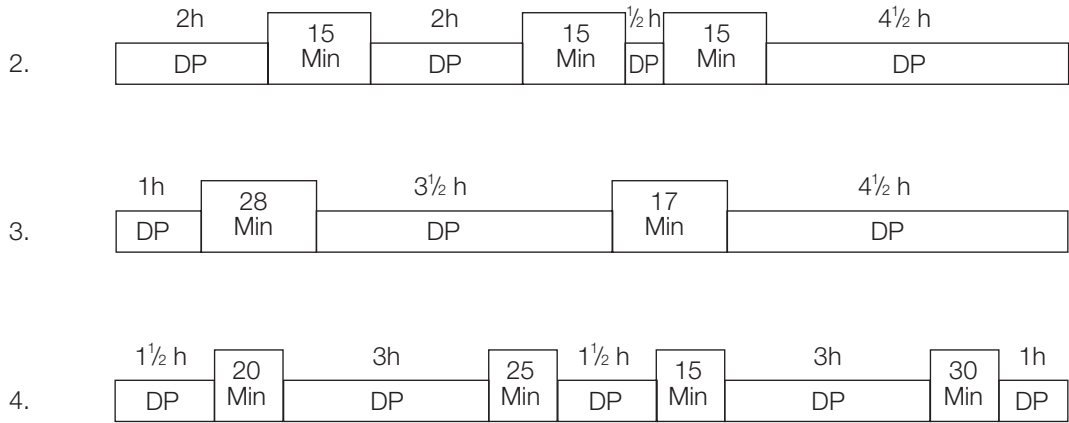 2h 2h ½ h 4½ h
2. DP 15 Min DP 15 Min DP 15 Min DP
1h 3½ h 4½ h
3. DP 28 Min DP 17 Min DP
1½ h 3h 1½ h 3h 1h
4. DP 20 Min DP 25 Min DP 15 Min DP 30 Min DP